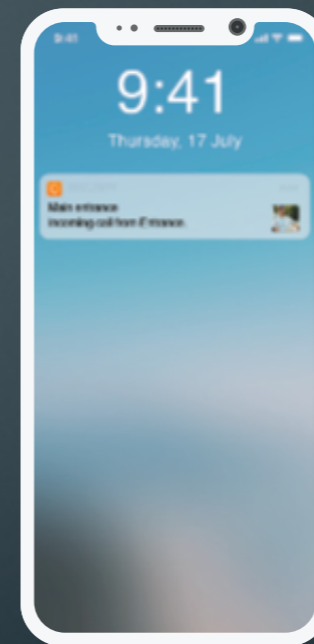 9:41
9:41
Thursday, 17 July
Main entrance
Incoming call from Entrance.